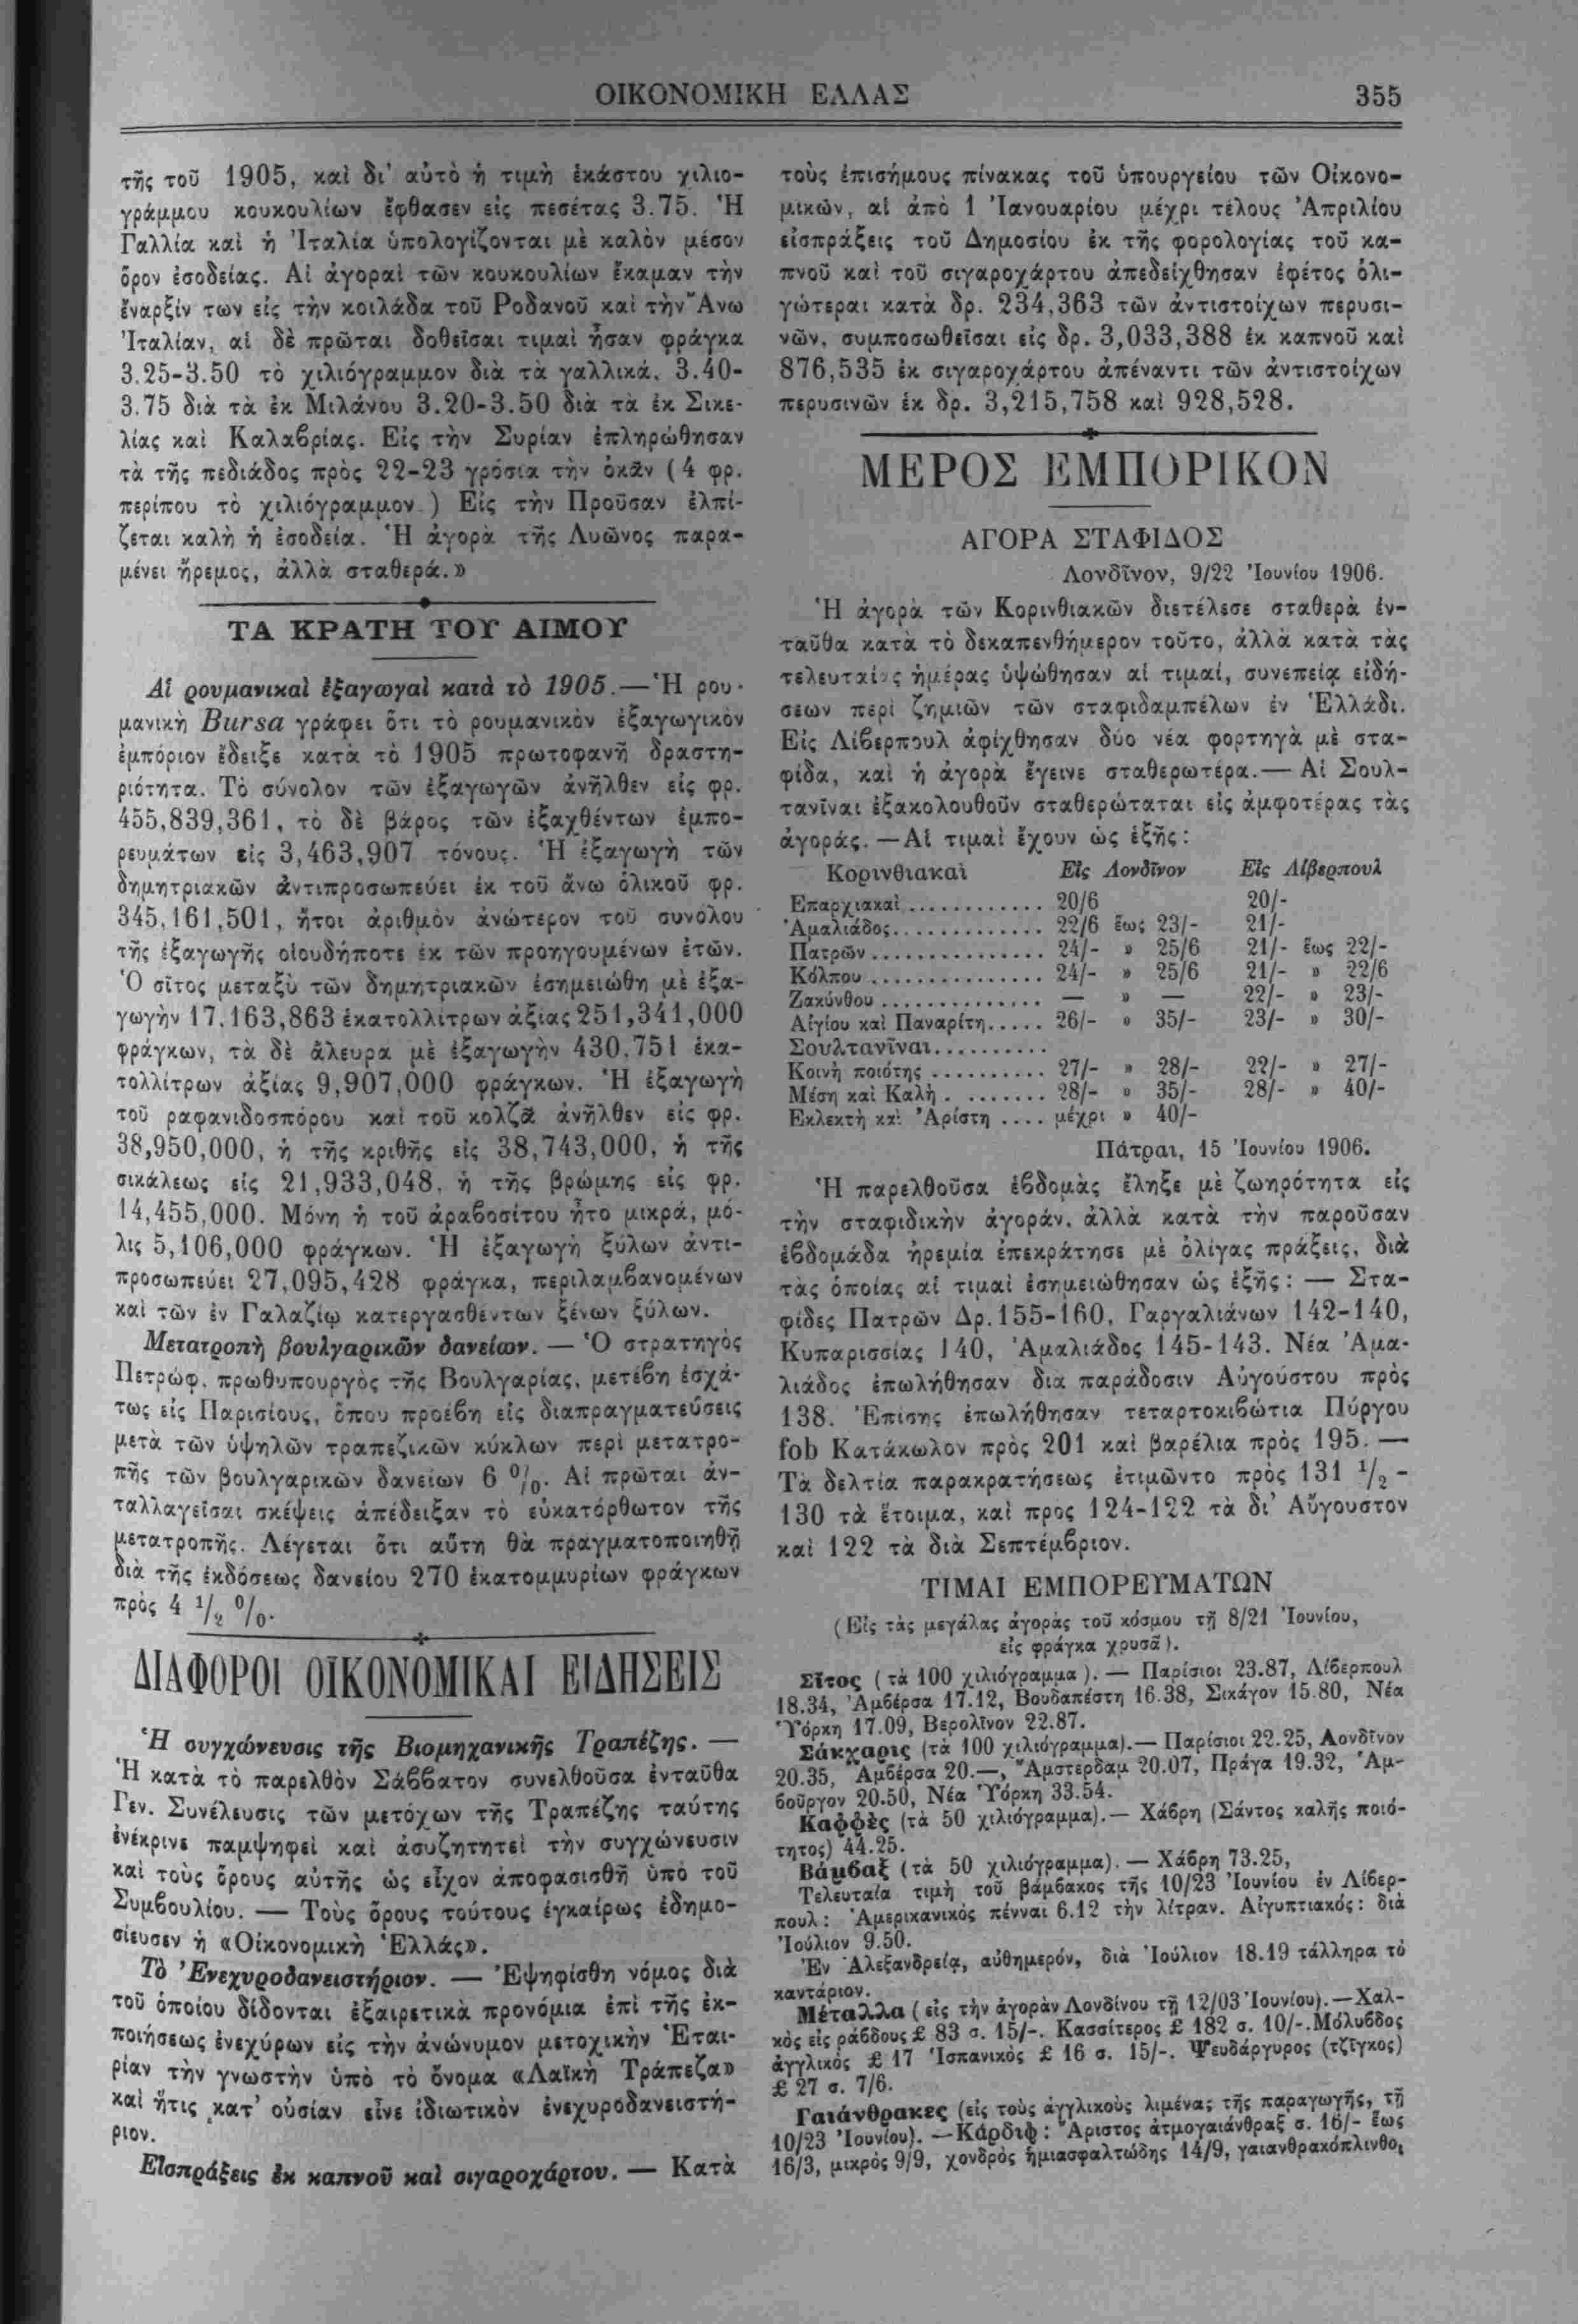 ΟΙΚΟΝΟΜΙΚΗ ΕΛΛΑΣ
355
τῆς τοῦ 1905, καὶ δι' αὐτὸ ἡ τιμὴ ἑκάστου χιλιο-
γράμμου κουκουλίων ἔφθασεν εἰς πεσέτας 3.75. Ἡ
Γαλλία καὶ ἡ Ἰταλία ὑπολογίζονται μὲ καλὸν μέσον
ὅρον ἐσοδείας. Αἱ ἀγοραὶ τῶν κουκουλίων ἔκαμαν τὴν
ἔναρξίν των εἰς τὴν κοιλάδα τοῦ Ροδανοῦ καὶ τὴν Ἄνω
Ἰταλίαν, αἱ δὲ πρῶται δοθεῖσαι τιμαὶ ἦσαν φράγκα
3.25-3.50 τὸ χιλιόγραμμον διὰ τὰ γαλλικά, 3.40-
3.75 διὰ τὰ ἐκ Μιλάνου 3.20-3.50 διὰ τὰ ἐκ Σικε-
λίας καὶ Καλαβρίας. Εἰς τὴν Συρίαν ἐπληρώθησαν
τὰ τῆς πεδιάδος πρὸς 22-23 γρόσια τὴν ὀκᾶν (4 φρ.
περίπου τὸ χιλιόγραμμον.) Εἰς τὴν Προῦσαν ἐλπί-
ζεται καλὴ ἡ ἐσοδεία. Ἡ ἀγορὰ τῆς Λυῶνος παρα-
μένει ἤρεμος, ἀλλὰ σταθερά.»
ΤΑ ΚΡΑΤΗ ΤΟΥ ΑΙΜΟΥ
Αἱ ρουμανικαὶ ἐξαγωγαὶ κατὰ τὸ 1905.—Ἡ ρου-
μανικὴ Bursa γράφει ὅτι τὸ ρουμανικὸν ἐξαγωγικὸν
ἐμπόριον ἔδειξε κατὰ τὸ 1905 πρωτοφανῆ δραστη-
ριότητα. Τὸ σύνολον τῶν ἐξαγωγῶν ἀνῆλθεν εἰς φρ.
455,839,361, τὸ δὲ βάρος τῶν ἐξαχθέντων ἐμπο-
ρευμάτων εἰς 3,463,907 τόνους. Ἡ ἐξαγωγὴ τῶν
δημητριακῶν ἀντιπροσωπεύει ἐκ τοῦ ἄνω ὁλικοῦ φρ.
345,161,501, ἤτοι ἀριθμὸν ἀνώτερον τοῦ συνόλου
τῆς ἐξαγωγῆς οἱουδήποτε ἐκ τῶν προηγουμένων ἐτῶν.
Ὁ σῖτος μεταξὺ τῶν δημητριακῶν ἐσημειώθη μὲ ἐξα-
γωγὴν 17,163,863 ἑκατολλίτρων ἀξίας 251,341,000
φράγκων, τὰ δὲ ἄλευρα μὲ ἐξαγωγὴν 430,751 ἑκα-
τολλίτρων ἀξίας 9,907,000 φράγκων. Ἡ ἐξαγωγὴ
τοῦ ραφανιδοσπόρου καὶ τοῦ κολζᾶ ἀνῆλθεν εἰς φρ.
38,950,000, ἡ τῆς κριθῆς εἰς 38,743,000, ἡ τῆς
σικάλεως εἰς 21,933,048, ἡ τῆς βρώμης εἰς φρ.
14,455,000. Μόνη ἡ τοῦ ἀραβοσίτου ἦτο μικρά, μό-
λις 5,106,000 φράγκων. Ἡ ἐξαγωγὴ ξύλων ἀντι-
προσωπεύει 27,095,428 φράγκα, περιλαμβανομένων
καὶ τῶν ἐν Γαλαζίῳ κατεργασθέντων ξένων ξύλων.
Μετατροπὴ βουλγαρικῶν δανείων. — Ὁ στρατηγὸς
Πετρώφ, πρωθυπουργὸς τῆς Βουλγαρίας, μετέβη ἐσχά-
τως εἰς Παρισίους, ὅπου προέβη εἰς διαπραγματεύσεις
μετὰ τῶν ὑψηλῶν τραπεζικῶν κύκλων περὶ μετατρο-
πῆς τῶν βουλγαρικῶν δανείων 6 ⁰/₀. Αἱ πρῶται ἀν-
ταλλαγεῖσαι σκέψεις ἀπέδειξαν τὸ εὐκατόρθωτον τῆς
μετατροπῆς. Λέγεται ὅτι αὕτη θὰ πραγματοποιηθῇ
διὰ τῆς ἐκδόσεως δανείου 270 ἑκατομμυρίων φράγκων
πρὸς 4 ¹/₂ ⁰/₀.
ΔΙΑΦΟΡΟΙ ΟΙΚΟΝΟΜΙΚΑΙ ΕΙΔΗΣΕΙΣ
Ἡ συγχώνευσις τῆς Βιομηχανικῆς Τραπέζης. —
Ἡ κατὰ τὸ παρελθὸν Σάββατον συνελθοῦσα ἐνταῦθα
Γεν. Συνέλευσις τῶν μετόχων τῆς Τραπέζης ταύτης
ἐνέκρινε παμψηφεὶ καὶ ἀσυζητητεὶ τὴν συγχώνευσιν
καὶ τοὺς ὅρους αὐτῆς ὡς εἶχον ἀποφασισθῆ ὑπὸ τοῦ
Συμβουλίου. — Τοὺς ὅρους τούτους ἐγκαίρως ἐδημο-
σίευσεν ἡ «Οἰκονομικὴ Ἑλλάς».
Τὸ Ἐνεχυροδανειστήριον. — Ἐψηφίσθη νόμος διὰ
τοῦ ὁποίου δίδονται ἐξαιρετικὰ προνόμια ἐπὶ τῆς ἐκ-
ποιήσεως ἐνεχύρων εἰς τὴν ἀνώνυμον μετοχικὴν Ἑται-
ρίαν τὴν γνωστὴν ὑπὸ τὸ ὄνομα «Λαϊκὴ Τράπεζα»
καὶ ἥτις κατ' οὐσίαν εἶνε ἰδιωτικὸν ἐνεχυροδανειστή-
ριον.
Εἰσπράξεις ἐκ καπνοῦ καὶ σιγαροχάρτου. — Κατὰ
τοὺς ἐπισήμους πίνακας τοῦ ὑπουργείου τῶν Οἰκονο-
μικῶν, αἱ ἀπὸ 1 Ἰανουαρίου μέχρι τέλους Ἀπριλίου
εἰσπράξεις τοῦ Δημοσίου ἐκ τῆς φορολογίας τοῦ κα-
πνοῦ καὶ τοῦ σιγαροχάρτου ἀπεδείχθησαν ἐφέτος ὀλι-
γώτεραι κατὰ δρ. 234,363 τῶν ἀντιστοίχων περυσι-
νῶν, συμποσωθεῖσαι εἰς δρ. 3,033,388 ἐκ καπνοῦ καὶ
876,535 ἐκ σιγαροχάρτου ἀπέναντι τῶν ἀντιστοίχων
περυσινῶν ἐκ δρ. 3,215,758 καὶ 928,528.
ΜΕΡΟΣ ΕΜΠΟΡΙΚΟΝ
ΑΓΟΡΑ ΣΤΑΦΙΔΟΣ
Λονδῖνον, 9/22 Ἰουνίου 1906.
Ἡ ἀγορὰ τῶν Κορινθιακῶν διετέλεσε σταθερὰ ἐν-
ταῦθα κατὰ τὸ δεκαπενθήμερον τοῦτο, ἀλλὰ κατὰ τὰς
τελευταίας ἡμέρας ὑψώθησαν αἱ τιμαί, συνεπείᾳ εἰδή-
σεων περὶ ζημιῶν τῶν σταφιδαμπέλων ἐν Ἑλλάδι.
Εἰς Λίβερπουλ ἀφίχθησαν δύο νέα φορτηγὰ μὲ στα-
φίδα, καὶ ἡ ἀγορὰ ἔγεινε σταθερωτέρα.— Αἱ Σουλ-
τανῖναι ἐξακολουθοῦν σταθερώταται εἰς ἀμφοτέρας τὰς
ἀγοράς. —Αἱ τιμαὶ ἔχουν ὡς ἑξῆς:
Κορινθιακαὶ Εἰς Λονδῖνον Εἰς Λίβερπουλ
Επαρχιακαὶ ............. 20/6 20/-
Ἀμαλιάδος............... 22/6 ἕως 23/- 21/-
Πατρῶν ................ 24/- » 25/6 21/- ἕως 22/-
Κόλπου ................ 24/- » 25/6 21/- » 22/6
Ζακύνθου .............. — » — 22/- » 23/-
Αἰγίου καὶ Παναρίτη..... 26/- » 35/- 23/- » 30/-
Σουλτανῖναι..........
Κοινὴ ποιότης .......... 27/- » 28/- 22/- » 27/-
Μέση καὶ Καλὴ . ....... 28/- » 35/- 28/- » 40/-
Εκλεκτὴ καὶ Ἀρίστη .... μέχρι » 40/-
Πάτραι, 15 Ἰουνίου 1906.
Ἡ παρελθοῦσα ἑβδομὰς ἔληξε μὲ ζωηρότητα εἰς
τὴν σταφιδικὴν ἀγοράν, ἀλλὰ κατὰ τὴν παροῦσαν
ἑβδομάδα ἠρεμία ἐπεκράτησε μὲ ὀλίγας πράξεις, διὰ
τὰς ὁποίας αἱ τιμαὶ ἐσημειώθησαν ὡς ἑξῆς: — Στα-
φίδες Πατρῶν Δρ.155-160, Γαργαλιάνων 142-140,
Κυπαρισσίας 140, Ἀμαλιάδος 145-143. Νέα Ἀμα-
λιάδος ἐπωλήθησαν διὰ παράδοσιν Αὐγούστου πρὸς
138. Ἐπίσης ἐπωλήθησαν τεταρτοκιβώτια Πύργου
fob Κατάκωλον πρὸς 201 καὶ βαρέλια πρὸς 195. —
Τὰ δελτία παρακρατήσεως ἐτιμῶντο πρὸς 131 ¹/₂ -
130 τὰ ἕτοιμα, καὶ πρὸς 124-122 τὰ δι' Αὔγουστον
καὶ 122 τὰ διὰ Σεπτέμβριον.
ΤΙΜΑΙ ΕΜΠΟΡΕΥΜΑΤΩΝ
(Εἰς τὰς μεγάλας ἀγορὰς τοῦ κόσμου τῇ 8/21 Ἰουνίου,
εἰς φράγκα χρυσᾶ).
Σῖτος (τὰ 100 χιλιόγραμμα). — Παρίσιοι 23.87, Λίβερπουλ
18.34, Ἀμβέρσα 17.12, Βουδαπέστη 16.38, Σικάγον 15.80, Νέα
Ὑόρκη 17.09, Βερολῖνον 22.87.
Σάκχαρις (τὰ 100 χιλιόγραμμα).— Παρίσιοι 22.25, Λονδῖνον
20.35, Ἀμβέρσα 20.—, Ἄμστερδαμ 20.07, Πράγα 19.32, Ἀμ-
βοῦργον 20.50, Νέα Ὑόρκη 33.54.
Καφφὲς (τὰ 50 χιλιόγραμμα).— Χάβρη (Σάντος καλῆς ποιό-
τητος) 44.25.
Βάμβαξ (τὰ 50 χιλιόγραμμα). — Χάβρη 73.25,
Τελευταία τιμὴ τοῦ βάμβακος τῆς 10/23 Ἰουνίου ἐν Λίβερ-
πουλ: Ἀμερικανικὸς πένναι 6.12 τὴν λίτραν. Αἰγυπτιακός: διὰ
Ἰούλιον 9.50.
Ἐν Ἀλεξανδρείᾳ, αὐθημερόν, διὰ Ἰούλιον 18.19 τάλληρα τὸ
καντάριον.
Μέταλλα (εἰς τὴν ἀγορὰν Λονδίνου τῇ 12/03 Ἰουνίου).—Χαλ-
κὸς εἰς ράβδους £ 83 σ. 15/-. Κασσίτερος £ 182 σ. 10/-.Μόλυβδος
ἀγγλικὸς £ 17 Ἰσπανικὸς £ 16 σ. 15/-. Ψευδάργυρος (τζῖγκος)
£ 27 σ. 7/6.
Γαιάνθρακες (εἰς τοὺς ἀγγλικοὺς λιμένας τῆς παραγωγῆς, τῇ
10/23 Ἰουνίου). —Κάρδιφ: Ἄριστος ἀτμογαιάνθραξ σ. 16/- ἕως
16/3, μικρὸς 9/9, χονδρὸς ἡμιασφαλτώδης 14/9, γαιανθρακόπλινθοι